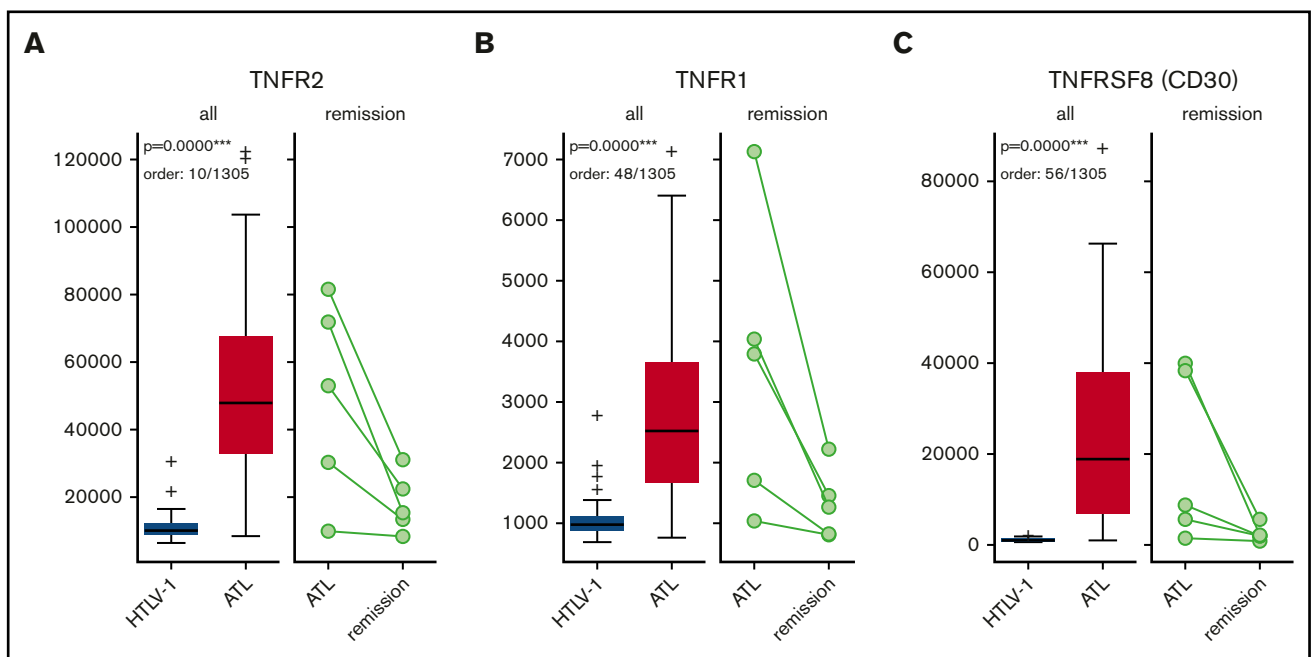 A
TNFR2
all
remission
p=0.0000***
order: 10/1305
120000
100000
80000
60000
40000
20000
HTLV-1
ATL
ATL
remission
B
TNFR1
all
remission
p=0.0000***
order: 48/1305
7000
6000
5000
4000
3000
2000
1000
HTLV-1
ATL
ATL
remission
C
TNFRSF8 (CD30)
all
remission
p=0.0000***
order: 56/1305
80000
60000
40000
20000
0
HTLV-1
ATL
ATL
remission